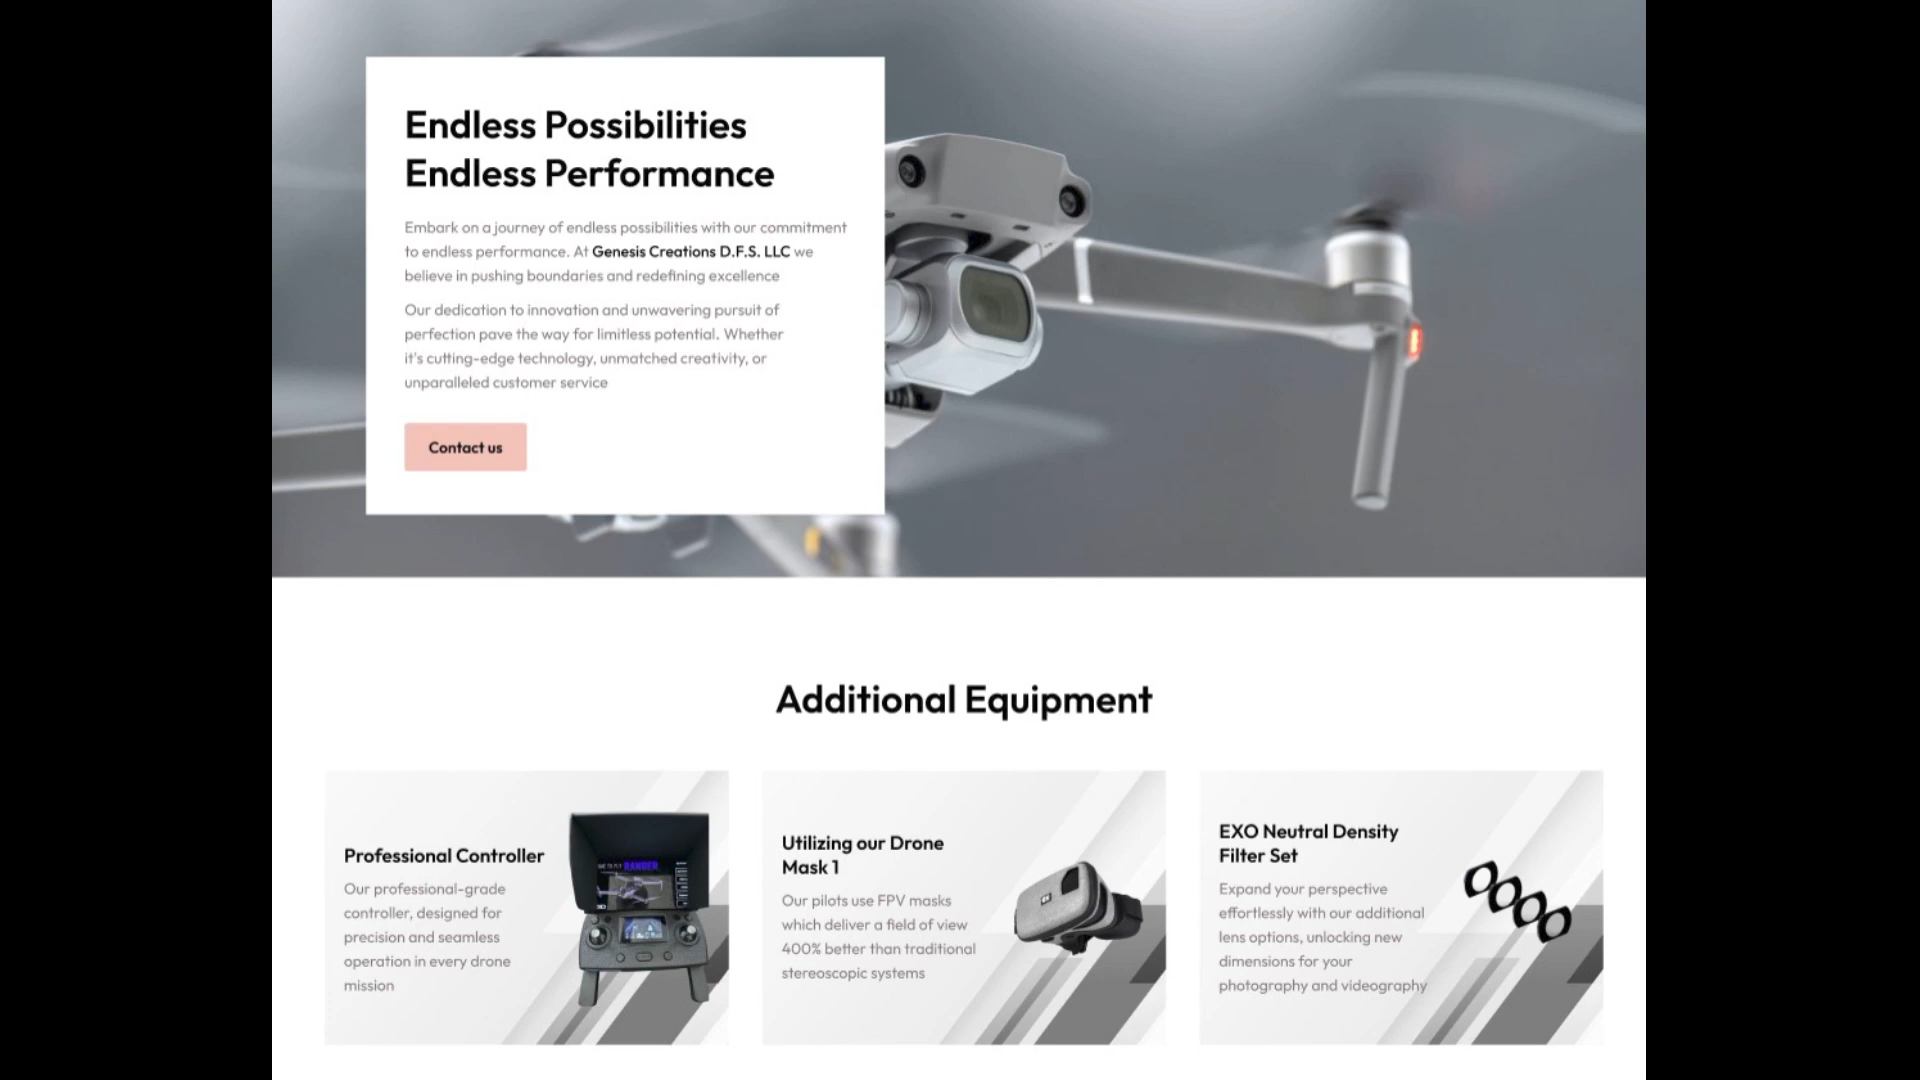 Endless Possibilities
Endless Performance
Embark on a journey of endless possibilities with our commitment
to endless performance. At Genesis Creations D.F.S. LLC we
believe in pushing boundaries and redefining excellence
Our dedication to innovation and unwavering pursuit of
perfection pave the way for limitless potential. Whether
it's cutting-edge technology, unmatched creativity, or
unparalleled customer service
Contact us
Additional Equipment
Professional Controller
Our professional-grade
controller, designed for
precision and seamless
operation in every drone
mission
RANGER
Utilizing our Drone
Mask 1
Our pilots use FPV masks
which deliver a field of view
400% better than traditional
stereoscopic systems
EXO Neutral Density
Filter Set
Expand your perspective
effortlessly with our additional
lens options, unlocking new
dimensions for your
photography and videography